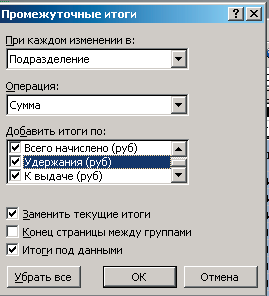 Промежуточные итоги
При каждом изменении в:
Подразделение
Операция:
Сумма
Добавить итоги по:
Всего начислено (руб)
Удержания (руб)
К выдаче (руб)
Заменить текущие итоги
Конец страницы между группами
Итоги под данными
Убрать все
ОК
Отмена